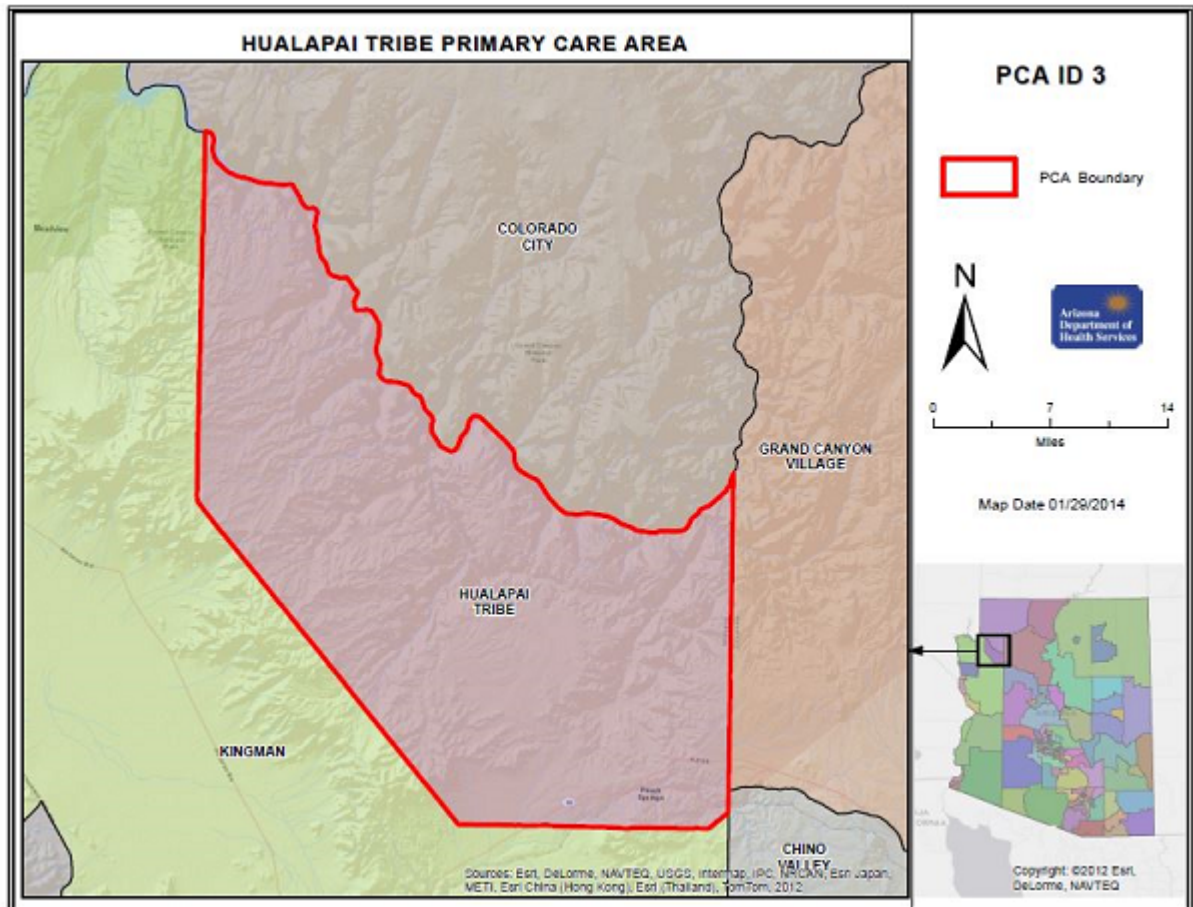 HUALAPAI TRIBE PRIMARY CARE AREA
COLORADO
CITY
GRAND CANYON
VILLAGE
HUALAPAI
TRIBE
Peach
Springs
KINGMAN
CHINO
VALLEY
Sources: Esri, DeLorme, NAVTEQ, USGS, Intermap, iPC, NRCAN, Esri Japan,
METI, Esri China (Hong Kong), Esri (Thailand), TomTom, 2012
PCA ID 3
PCA Boundary
N
Arizona
Department of
Health Services
0 7 14
Miles
Map Date 01/29/2014
Copyright: ©2012 Esri,
DeLorme, NAVTEQ